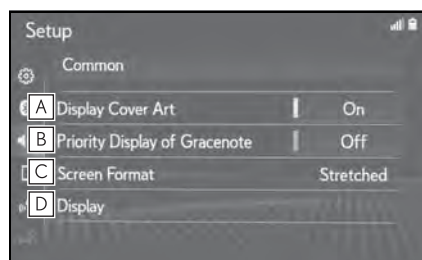 Setup
Common
A Display Cover Art On
B Priority Display of Gracenote Off
C Screen Format Stretched
D Display